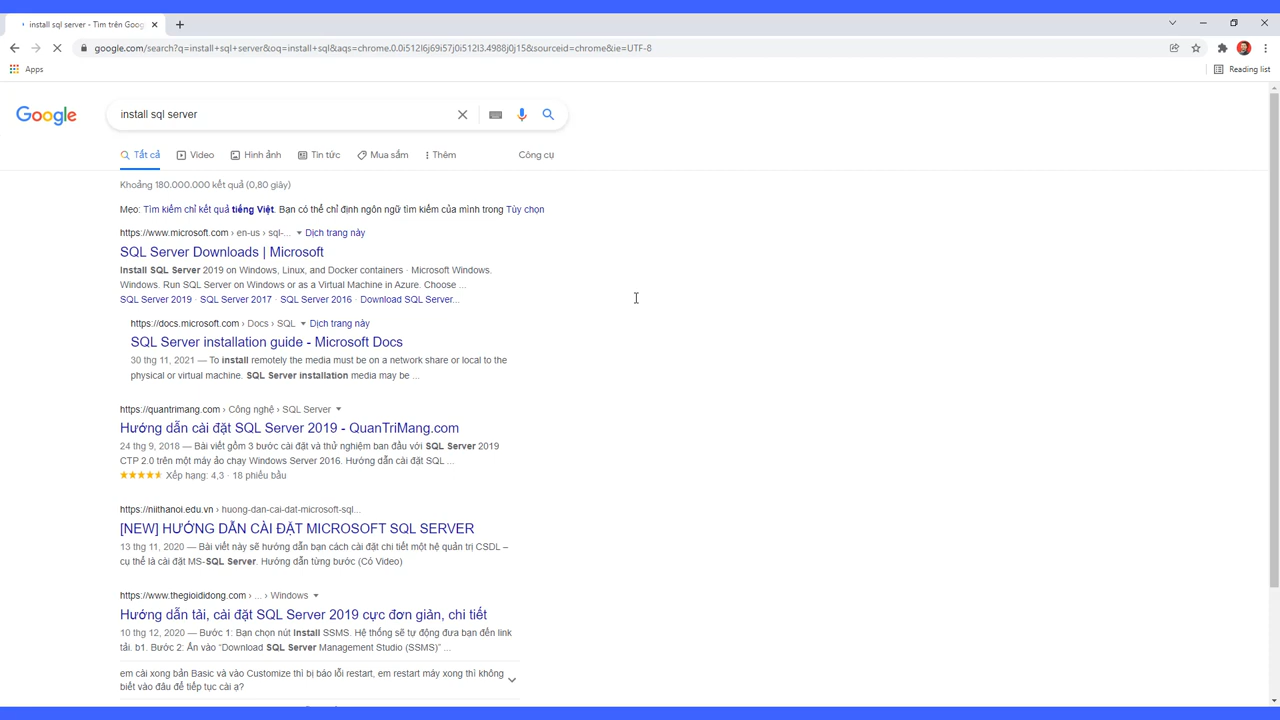 install sql server - Tìm trên Goog
google.com/search?q=install+sql+server&oq=install+sql&aqs=chrome.0.0i512l6j69i57j0i512l3.4988j0j15&sourceid=chrome&ie=UTF-8
Apps
Reading list
Google
install sql server
Tất cả
Video
Hình ảnh
Tin tức
Mua sắm
Thêm
Công cụ
Khoảng 180.000.000 kết quả (0,80 giây)
Mẹo: Tìm kiếm chỉ kết quả tiếng Việt. Bạn có thể chỉ định ngôn ngữ tìm kiếm của mình trong Tùy chọn
https://www.microsoft.com › en-us › sql-... Dịch trang này
SQL Server Downloads | Microsoft
Install SQL Server 2019 on Windows, Linux, and Docker containers · Microsoft Windows.
Windows. Run SQL Server on Windows or as a Virtual Machine in Azure. Choose ...
SQL Server 2019 · SQL Server 2017 · SQL Server 2016 · Download SQL Server...
https://docs.microsoft.com › Docs › SQL Dịch trang này
SQL Server installation guide - Microsoft Docs
30 thg 11, 2021 — To install remotely the media must be on a network share or local to the
physical or virtual machine. SQL Server installation media may be ...
https://quantrimang.com › Công nghệ › SQL Server
Hướng dẫn cài đặt SQL Server 2019 - QuanTriMang.com
24 thg 9, 2018 — Bài viết gồm 3 bước cài đặt và thử nghiệm ban đầu với SQL Server 2019
CTP 2.0 trên một máy ảo chạy Windows Server 2016. Hướng dẫn cài đặt SQL ...
Xếp hạng: 4,3 · 18 phiếu bầu
https://niithanoi.edu.vn › huong-dan-cai-dat-microsoft-sql...
[NEW] HƯỚNG DẪN CÀI ĐẶT MICROSOFT SQL SERVER
13 thg 11, 2020 — Bài viết này sẽ hướng dẫn bạn cách cài đặt chi tiết một hệ quản trị CSDL –
cụ thể là cài đặt MS-SQL Server. Hướng dẫn từng bước (Có Video)
https://www.thegioididong.com › ... › Windows
Hướng dẫn tải, cài đặt SQL Server 2019 cực đơn giản, chi tiết
10 thg 12, 2020 — Bước 1: Bạn chọn nút Install SSMS. Hệ thống sẽ tự động đưa bạn đến link
tải. b1. Bước 2: Ấn vào “Download SQL Server Management Studio (SSMS)” ...
em cài xong bản Basic và vào Customize thì bị báo lỗi restart, em restart máy xong thì không
biết vào đâu để tiếp tục cài ạ?